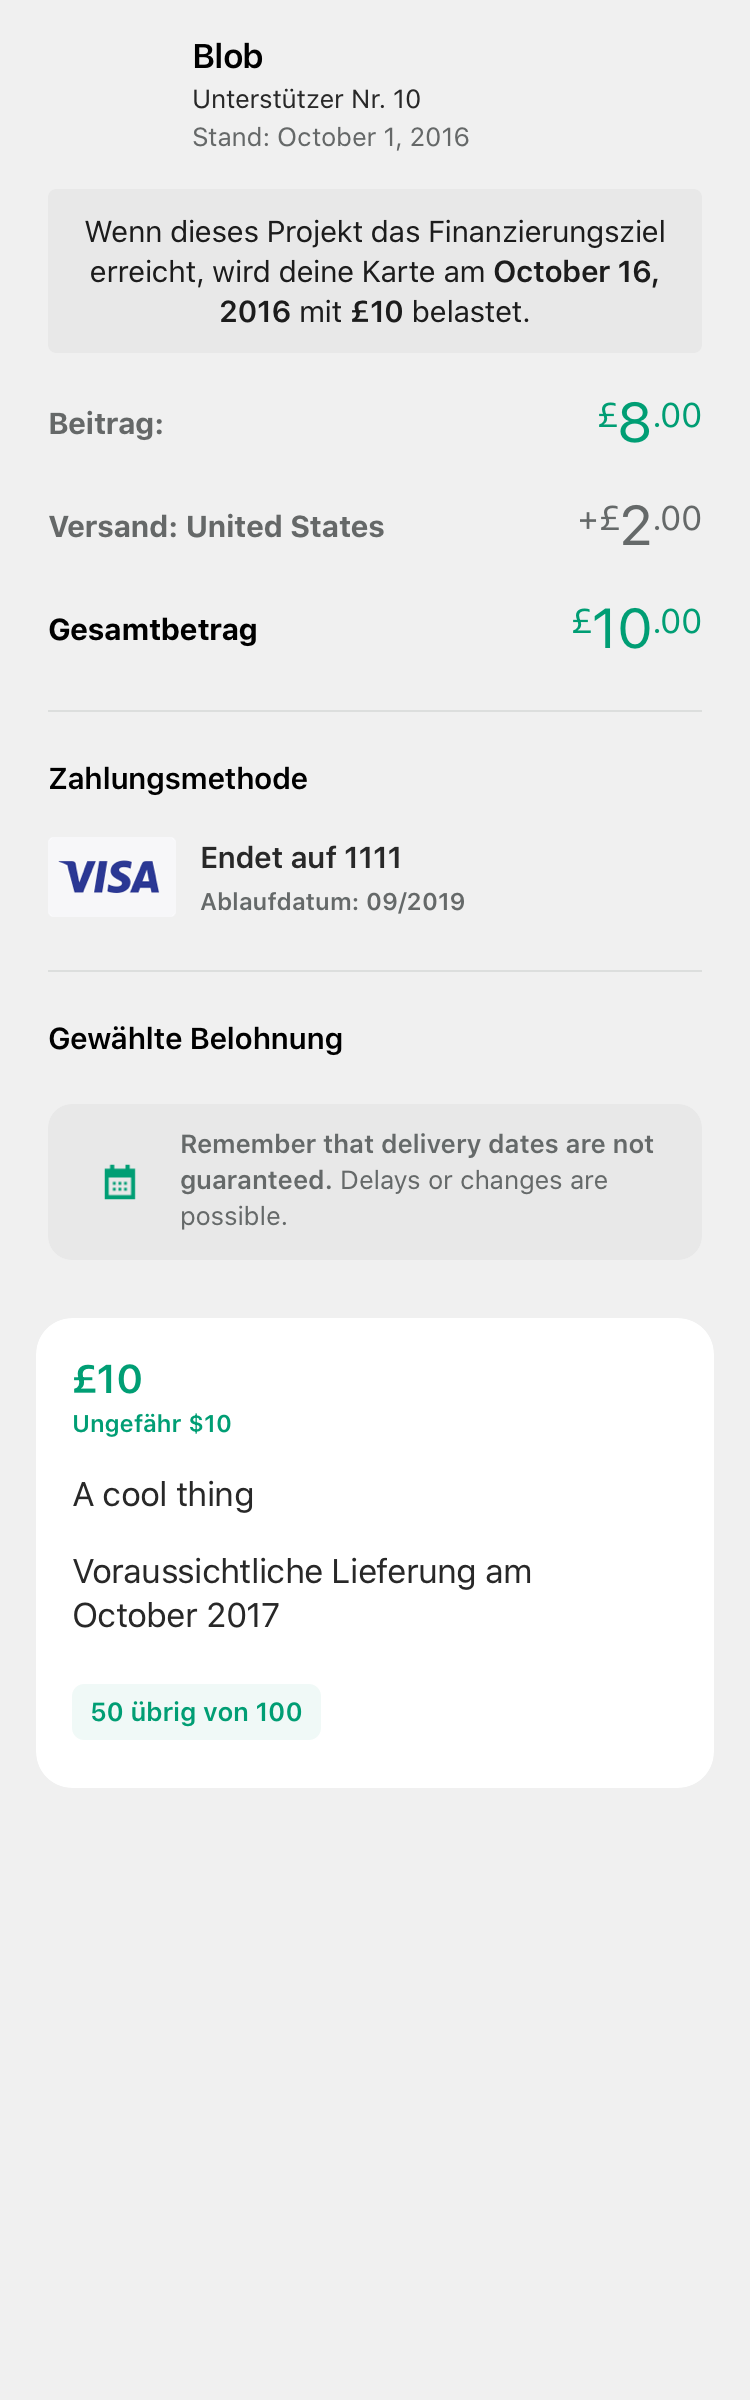 Blob
Unterstützer Nr. 10
Stand: October 1, 2016
Wenn dieses Projekt das Finanzierungsziel
erreicht, wird deine Karte am October 16,
2016 mit £10 belastet.
Beitrag: £8.00
Versand: United States +£2.00
Gesamtbetrag £10.00
Zahlungsmethode
VISA
Endet auf 1111
Ablaufdatum: 09/2019
Gewählte Belohnung
Remember that delivery dates are not
guaranteed. Delays or changes are
possible.
£10
Ungefähr $10
A cool thing
Voraussichtliche Lieferung am
October 2017
50 übrig von 100